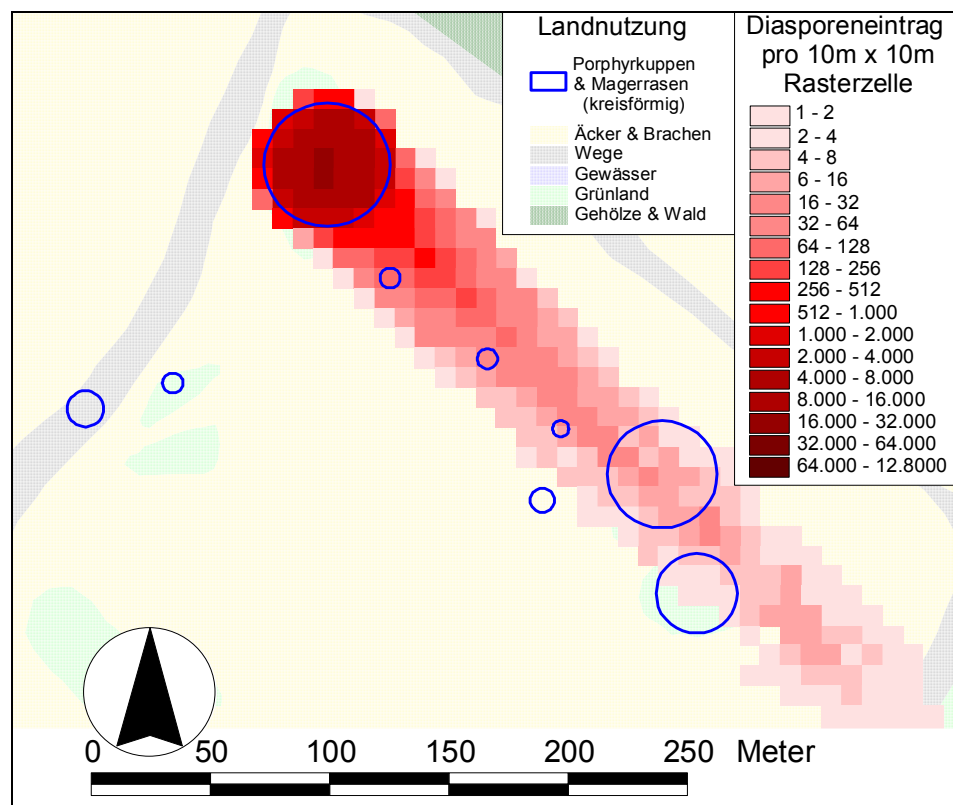 Landnutzung
Porphyrkuppen
& Magerrasen
(kreisförmig)
Äcker & Brachen
Wege
Gewässer
Grünland
Gehölze & Wald
Diasporeneintrag
pro 10m x 10m
Rasterzelle
1 - 2
2 - 4
4 - 8
6 - 16
16 - 32
32 - 64
64 - 128
128 - 256
256 - 512
512 - 1.000
1.000 - 2.000
2.000 - 4.000
4.000 - 8.000
8.000 - 16.000
16.000 - 32.000
32.000 - 64.000
64.000 - 12.8000
0 50 100 150 200 250 Meter